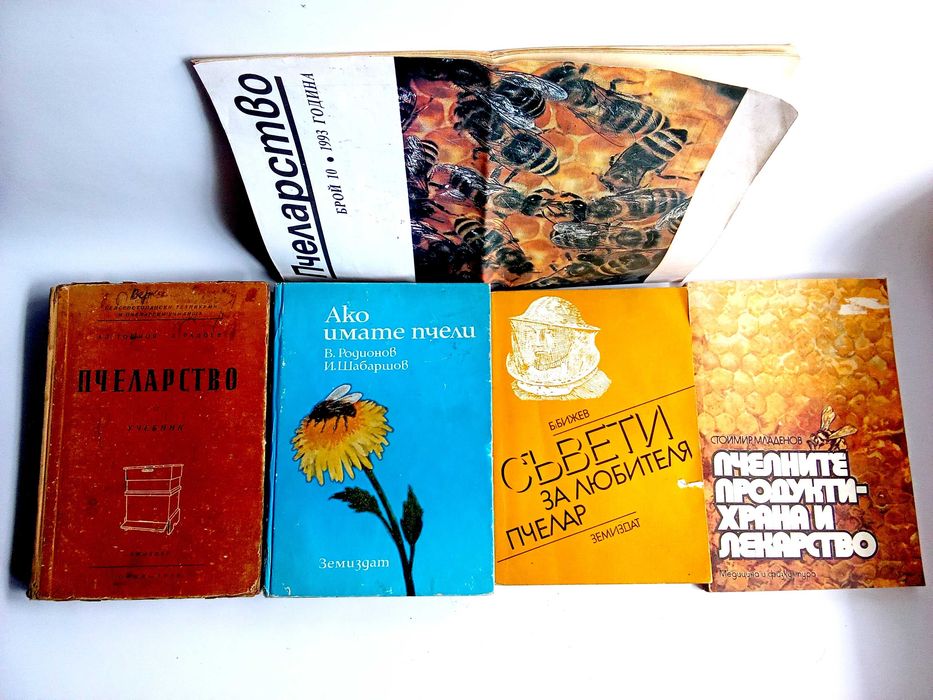 Пчеларство
БРОЙ 10 • 1993 ГОДИНА
Верка
ПЧЕЛАРСТВО
УЧЕБНИК
Ако
имате пчели
В. Родионов
И. Шабаршов
Земиздат
Б. БИЖЕВ
СЪВЕТИ
ЗА ЛЮБИТЕЛЯ
ПЧЕЛАР
ЗЕМИЗДАТ
СТОИМИР МЛАДЕНОВ
ПЧЕЛНИТЕ
ПРОДУКТИ-
ХРАНА И
ЛЕКАРСТВО
Медицина и физкултура